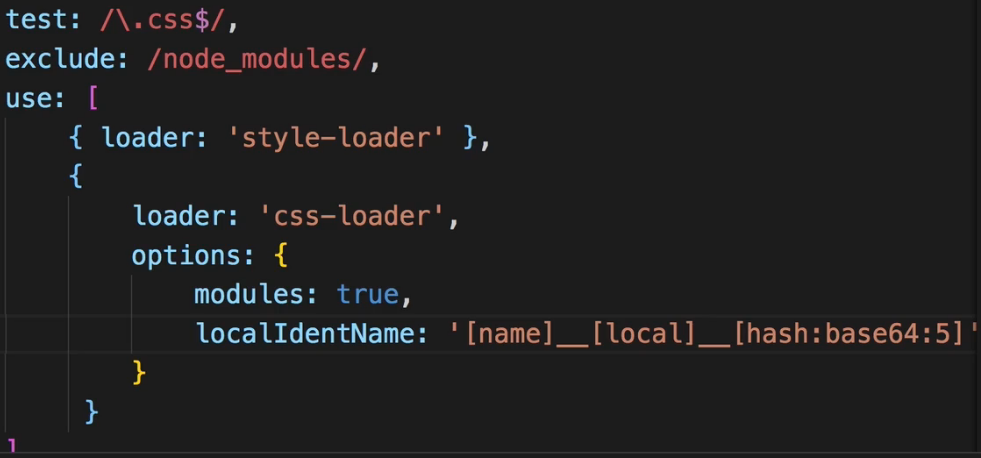 test: /\.css$/,
exclude: /node_modules/,
use: [
{ loader: 'style-loader' },
{
loader: 'css-loader',
options: {
modules: true,
localIdentName: '[name]__[local]__[hash:base64:5]'
}
}
]